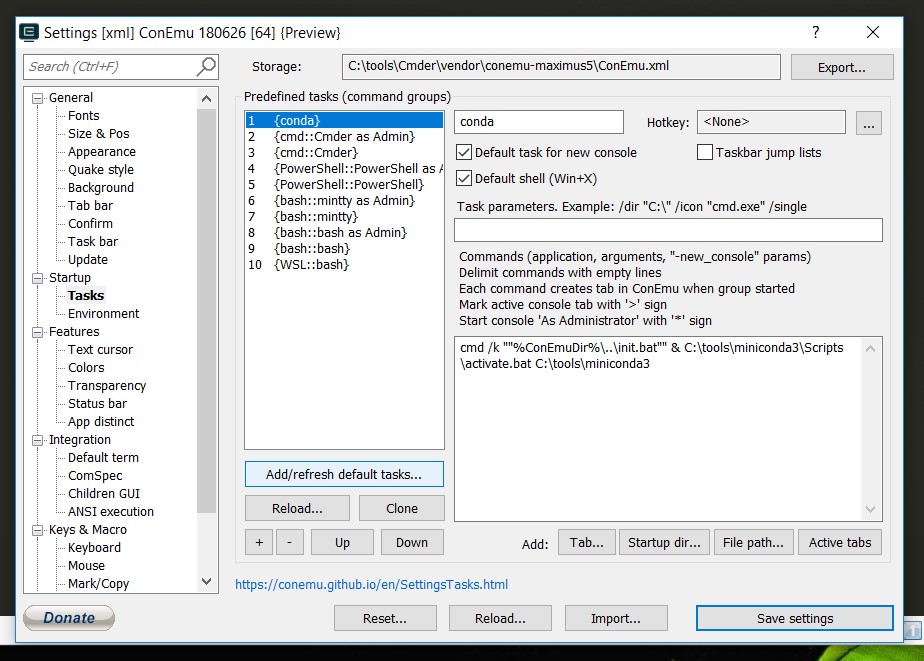 Settings [xml] ConEmu 180626 [64] {Preview}
?
Search (Ctrl+F)
Storage:
C:\tools\Cmder\vendor\conemu-maximus5\ConEmu.xml
Export...
General
Fonts
Size & Pos
Appearance
Quake style
Background
Tab bar
Confirm
Task bar
Update
Startup
Tasks
Environment
Features
Text cursor
Colors
Transparency
Status bar
App distinct
Integration
Default term
ComSpec
Children GUI
ANSI execution
Keys & Macro
Keyboard
Mouse
Mark/Copy
Predefined tasks (command groups)
1 {conda}
2 {cmd::Cmder as Admin}
3 {cmd::Cmder}
4 {PowerShell::PowerShell as A
5 {PowerShell::PowerShell}
6 {bash::mintty as Admin}
7 {bash::mintty}
8 {bash::bash as Admin}
9 {bash::bash}
10 {WSL::bash}
Add/refresh default tasks...
Reload...
Clone
+
-
Up
Down
conda
Hotkey:
<None>
...
Default task for new console
Taskbar jump lists
Default shell (Win+X)
Task parameters. Example: /dir "C:\" /icon "cmd.exe" /single
Commands (application, arguments, "-new_console" params)
Delimit commands with empty lines
Each command creates tab in ConEmu when group started
Mark active console tab with '>' sign
Start console 'As Administrator' with '*' sign
cmd /k ""%ConEmuDir%\..\init.bat"" & C:\tools\miniconda3\Scripts
\activate.bat C:\tools\miniconda3
Add:
Tab...
Startup dir...
File path...
Active tabs
https://conemu.github.io/en/SettingsTasks.html
Donate
Reset...
Reload...
Import...
Save settings